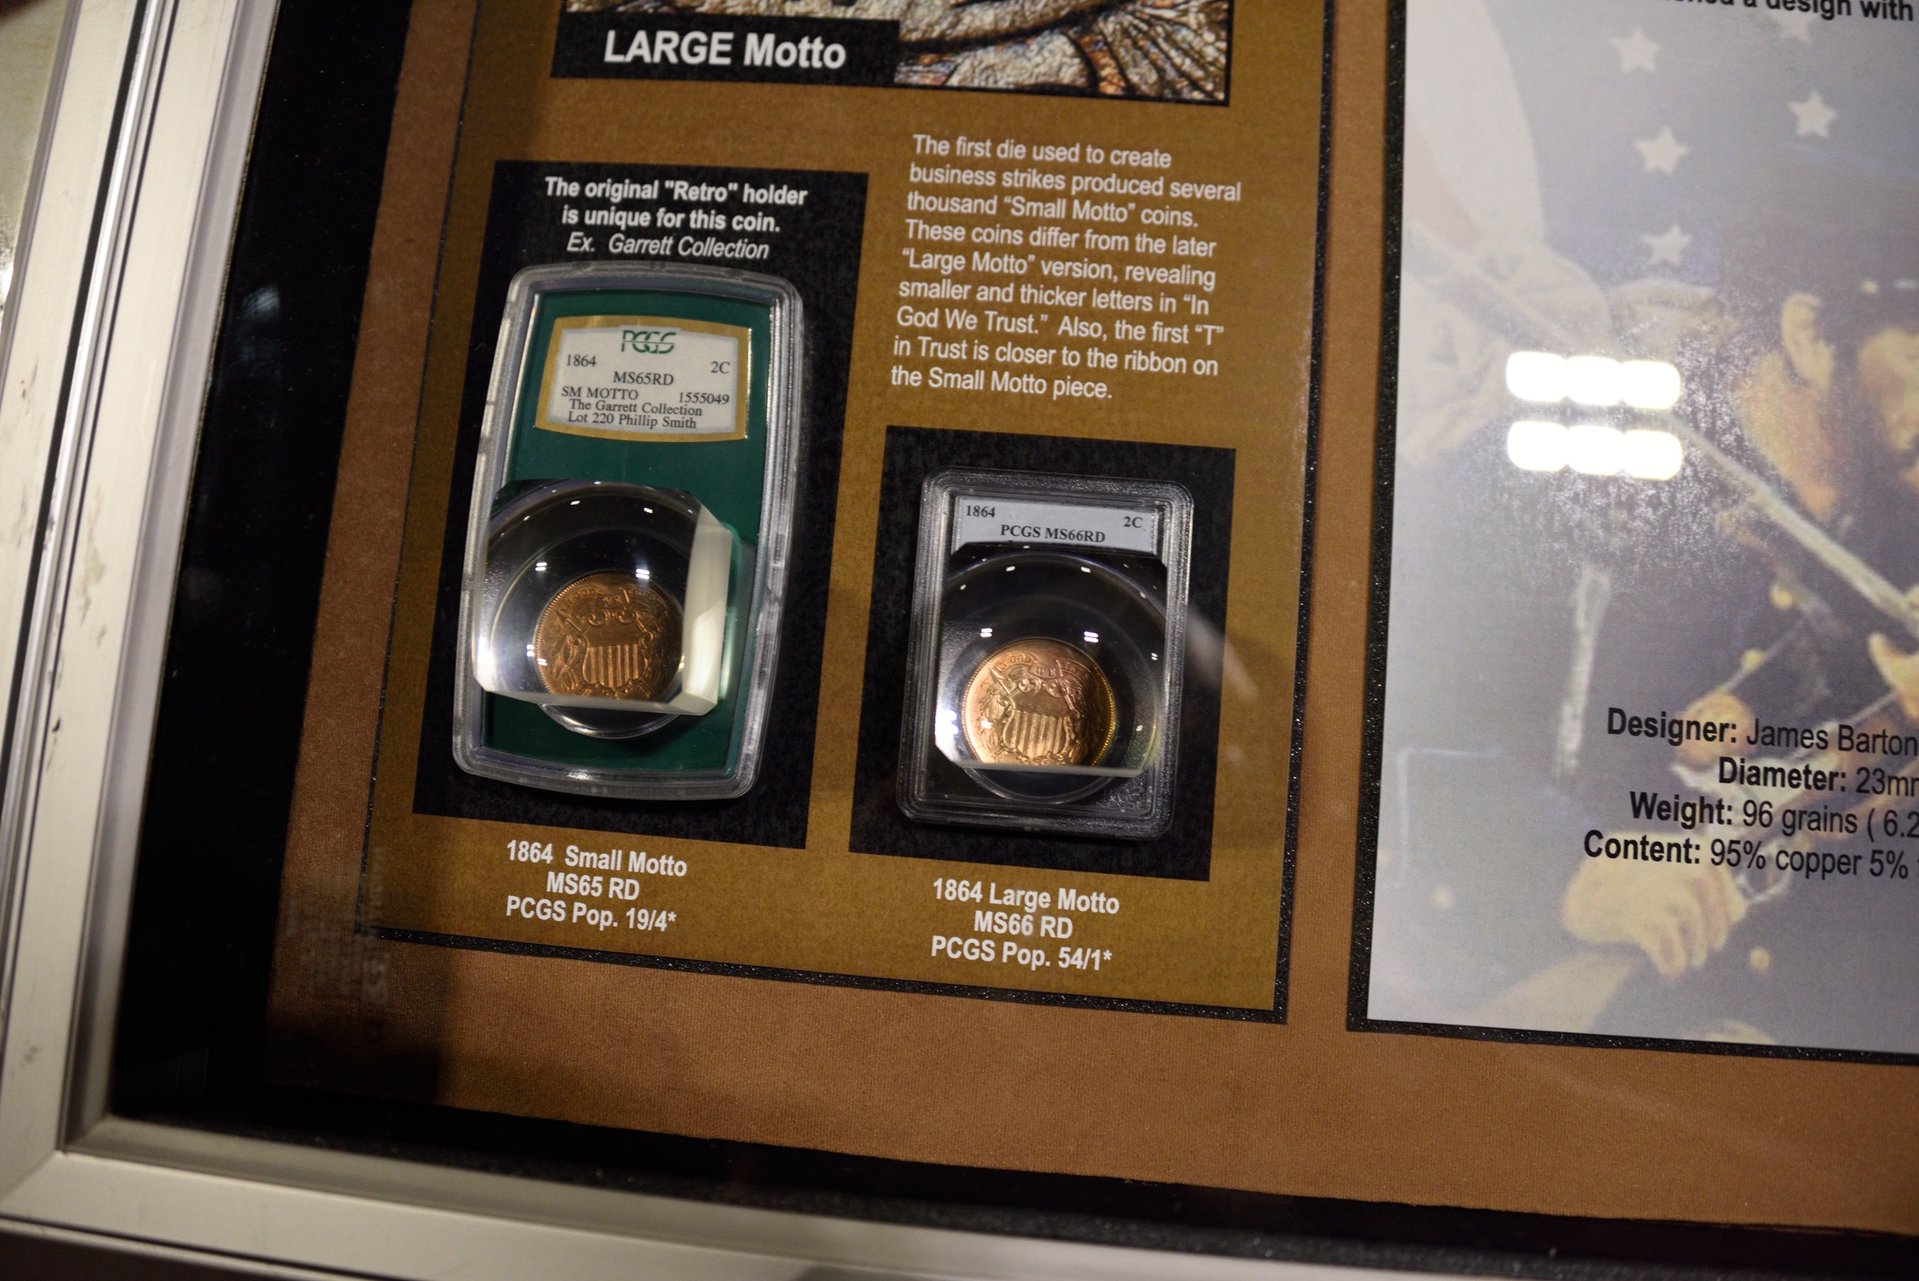 LARGE Motto
The original "Retro" holder
is unique for this coin.
Ex. Garrett Collection
PCGS
1864 2C
MS65RD
SM MOTTO 1555049
The Garrett Collection
Lot 220 Phillip Smith
1864 Small Motto
MS65 RD
PCGS Pop. 19/4*
The first die used to create
business strikes produced several
thousand “Small Motto” coins.
These coins differ from the later
“Large Motto” version, revealing
smaller and thicker letters in “In
God We Trust.” Also, the first “T”
in Trust is closer to the ribbon on
the Small Motto piece.
1864 2C
PCGS MS66RD
1864 Large Motto
MS66 RD
PCGS Pop. 54/1*
a design with
Designer: James Barton
Diameter: 23mm
Weight: 96 grains ( 6.2
Content: 95% copper 5%